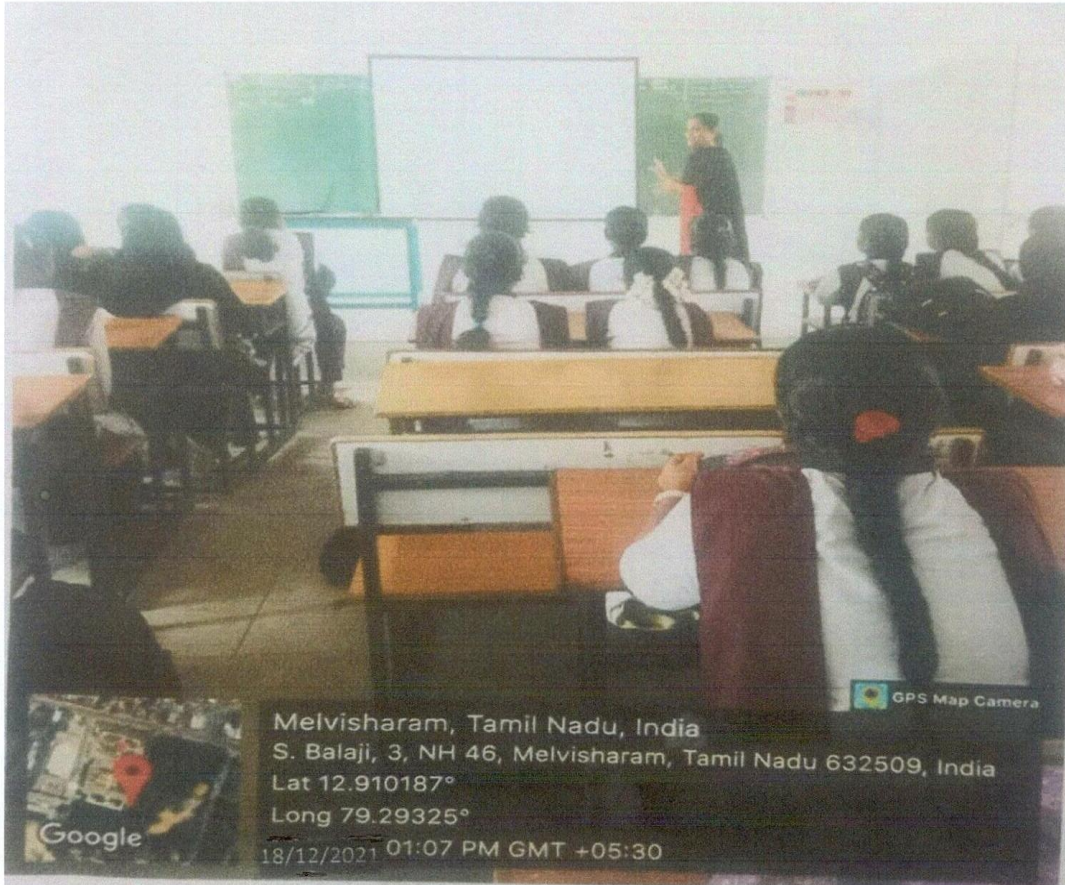 GPS Map Camera
Melvisharam, Tamil Nadu, India
S. Balaji, 3, NH 46, Melvisharam, Tamil Nadu 632509, India
Lat 12.910187°
Long 79.29325°
18/12/2021 01:07 PM GMT +05:30
Google